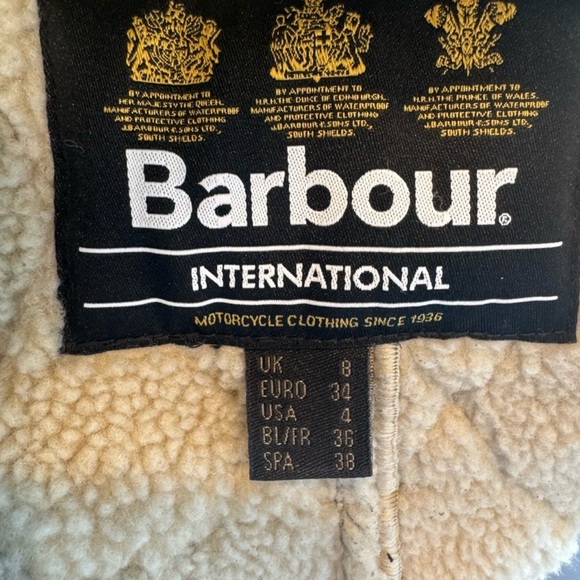 BY APPOINTMENT TO
HER MAJESTY THE QUEEN.
MANUFACTURERS OF WATERPROOF
AND PROTECTIVE CLOTHING
J.BARBOUR & SONS LTD.,
SOUTH SHIELDS.
BY APPOINTMENT TO
H.R.H. THE DUKE OF EDINBURGH.
MANUFACTURERS OF WATERPROOF
AND PROTECTIVE CLOTHING
J.BARBOUR & SONS LTD.,
SOUTH SHIELDS.
BY APPOINTMENT TO
H.R.H. THE PRINCE OF WALES.
MANUFACTURERS OF WATERPROOF
AND PROTECTIVE CLOTHING
J.BARBOUR & SONS LTD.,
SOUTH SHIELDS.
Barbour®
INTERNATIONAL
MOTORCYCLE CLOTHING SINCE 1936
UK 8
EURO 34
USA 4
BL/FR 36
SPA. 38